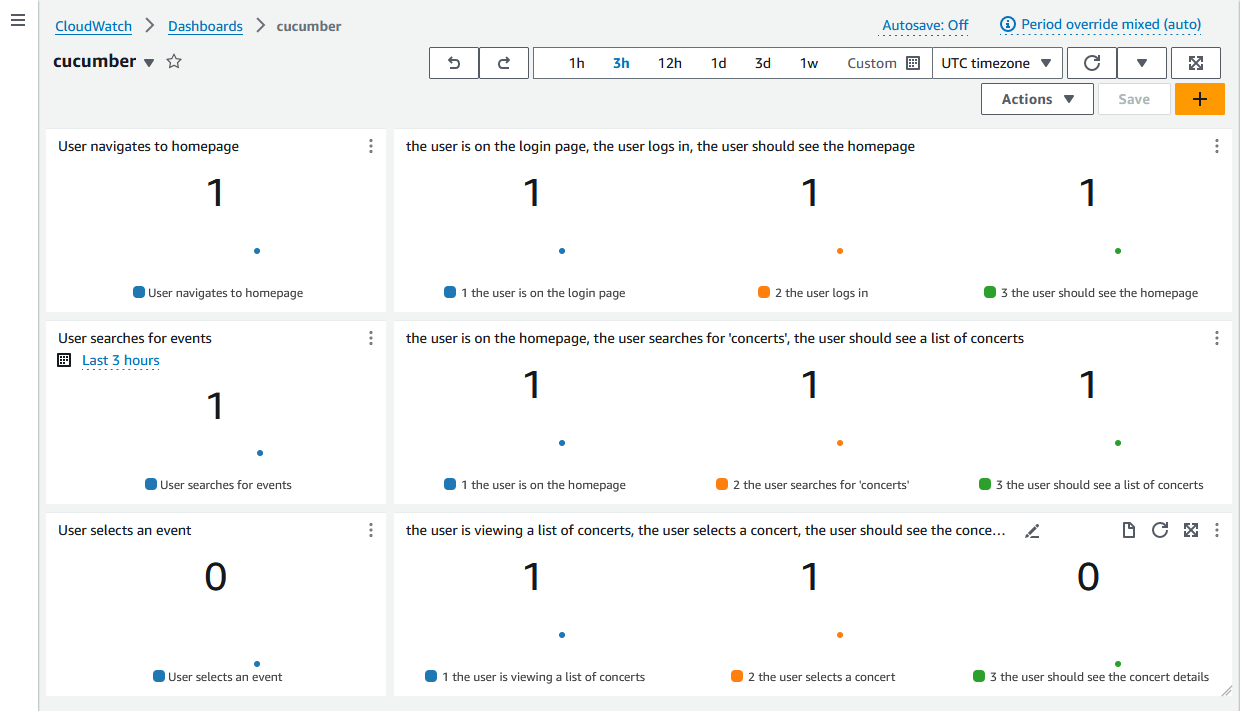 CloudWatch > Dashboards > cucumber
Autosave: Off
Period override mixed (auto)
cucumber
1h 3h 12h 1d 3d 1w Custom
UTC timezone
Actions
Save
User navigates to homepage
1
User navigates to homepage
the user is on the login page, the user logs in, the user should see the homepage
1 1 1
1 the user is on the login page
2 the user logs in
3 the user should see the homepage
User searches for events
Last 3 hours
1
User searches for events
the user is on the homepage, the user searches for 'concerts', the user should see a list of concerts
1 1 1
1 the user is on the homepage
2 the user searches for 'concerts'
3 the user should see a list of concerts
User selects an event
0
User selects an event
the user is viewing a list of concerts, the user selects a concert, the user should see the conce...
1 1 0
1 the user is viewing a list of concerts
2 the user selects a concert
3 the user should see the concert details